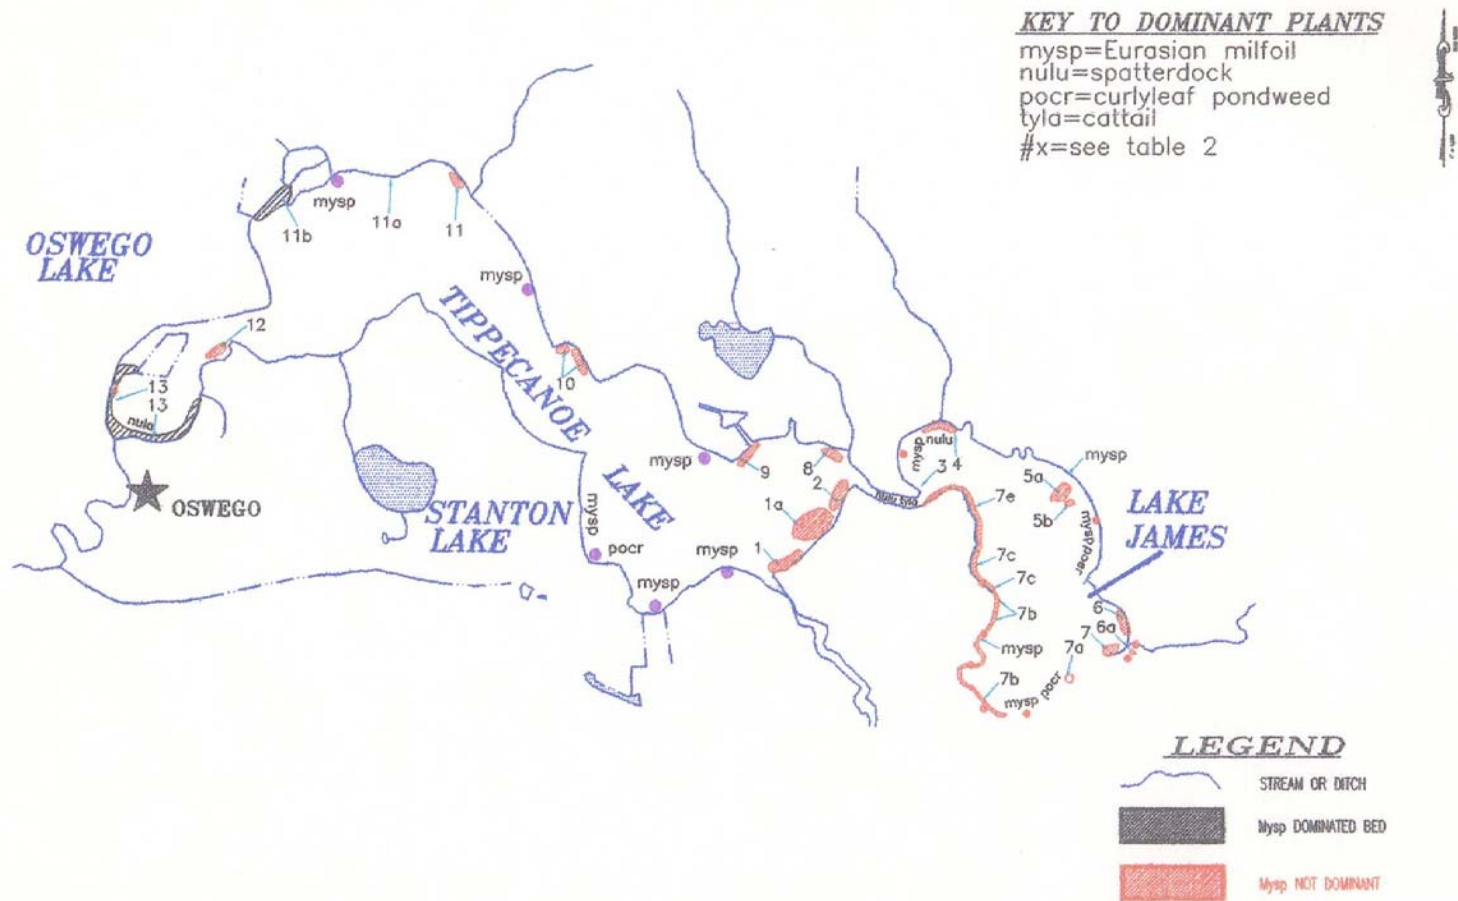 KEY TO DOMINANT PLANTS
mysp=Eurasian milfoil
nulu=spatterdock
pocr=curlyleaf pondweed
tyla=cattail
#x=see table 2
mysp
11b
11a
11
OSWEGO
LAKE
mysp
TIPPECANOE
LAKE
12
10
13
13
nulu
OSWEGO
STANTON
LAKE
mysp
pocr
mysp
mysp
mysp
9
8
2
1a
1
nulu tyla
mysp
nulu
3
4
mysp
5a
5b
mysp pocr
LAKE
JAMES
7e
7c
7c
7b
mysp
7b
mysp pocr
6
6a
7
7a
LEGEND
STREAM OR DITCH
Mysp DOMINATED BED
Mysp NOT DOMINANT